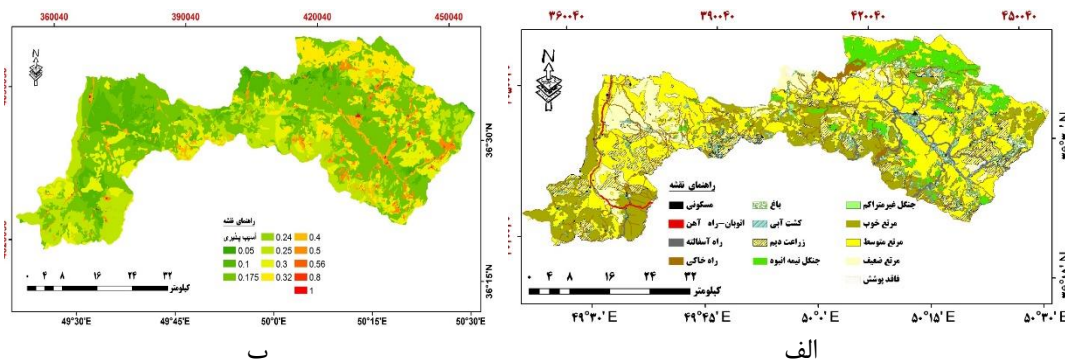 360040 390040 420040 450040
N
36°30'N
36°15'E
راهنمای نقشه
آسیب پذیری
0.05
0.1
0.175
0.24
0.25
0.3
0.32
0.4
0.5
0.56
0.8
1
۰ 4 8 16 24 32
کیلومتر
49°30'E 49°45'E 50°0'E 50°15'E 50°30'E
ب
۳۶۰۰۴۰ ۳۹۰۰۴۰ ۴۲۰۰۴۰ ۴۵۰۰۴۰
N
راهنمای نقشه
مسکونی
اتوبان-راه آهن
راه آسفالته
راه خاکی
باغ
کشت آبی
زراعت دیم
جنگل نیمه انبوه
جنگل غیرمتراکم
مرتع خوب
مرتع متوسط
مرتع ضعیف
فاقد پوشش
۰ ۴ ۸ ۱۶ ۲۴ ۳۲
کیلومتر
۴۹°۳۰' E ۴۹°۴۵' E ۵۰°۰' E ۵۰°۱۵' E ۵۰°۳۰' E
الف